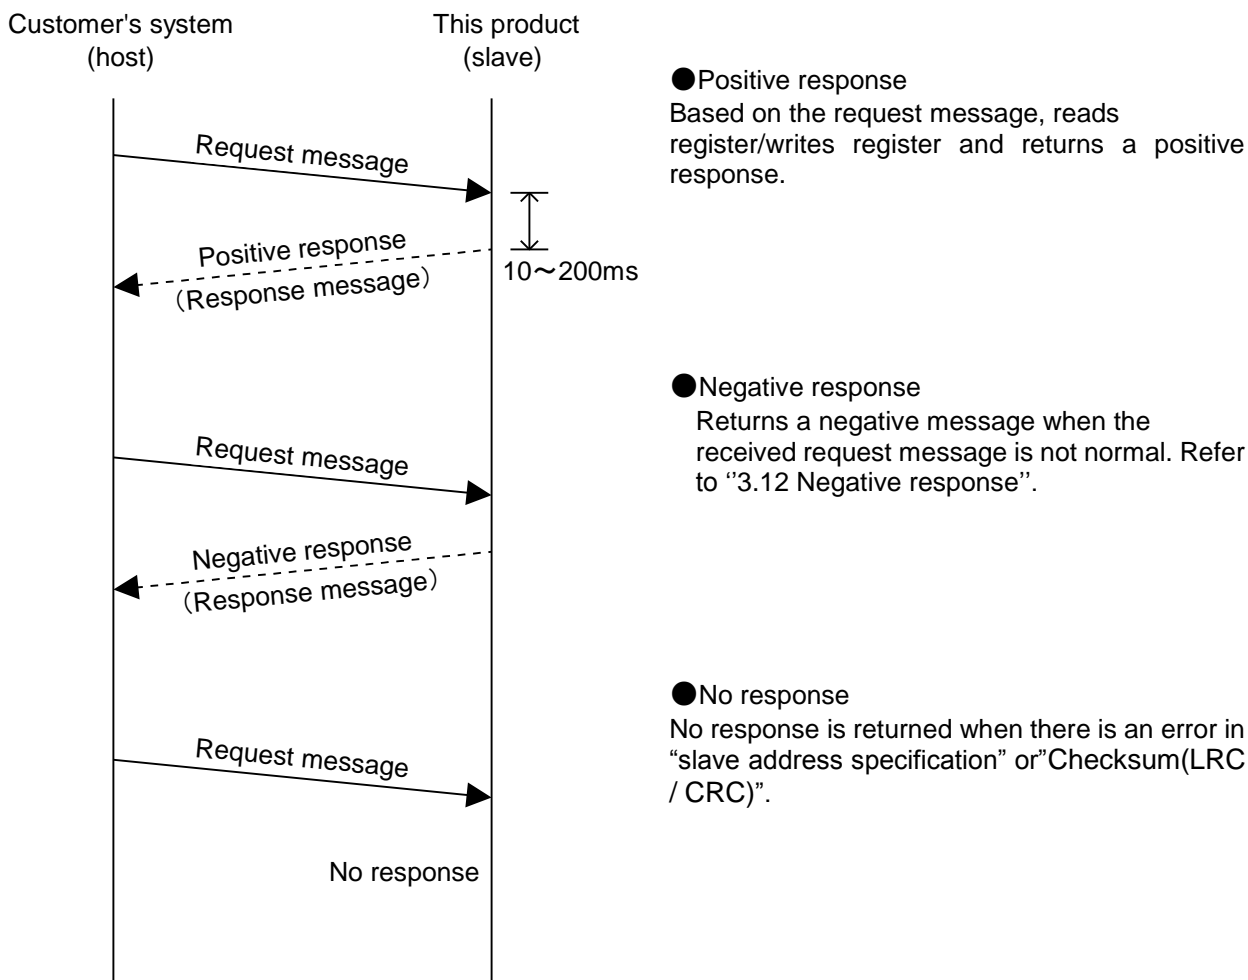 Customer's system
(host)
This product
(slave)
●Positive response
Based on the request message, reads
register/writes register and returns a positive
response.
Request message
Positive response
（Response message）
10～200ms
●Negative response
Returns a negative message when the
received request message is not normal. Refer
to ‘’3.12 Negative response’’.
Request message
Negative response
（Response message）
●No response
No response is returned when there is an error in
“slave address specification” or”Checksum(LRC
/ CRC)”.
Request message
No response